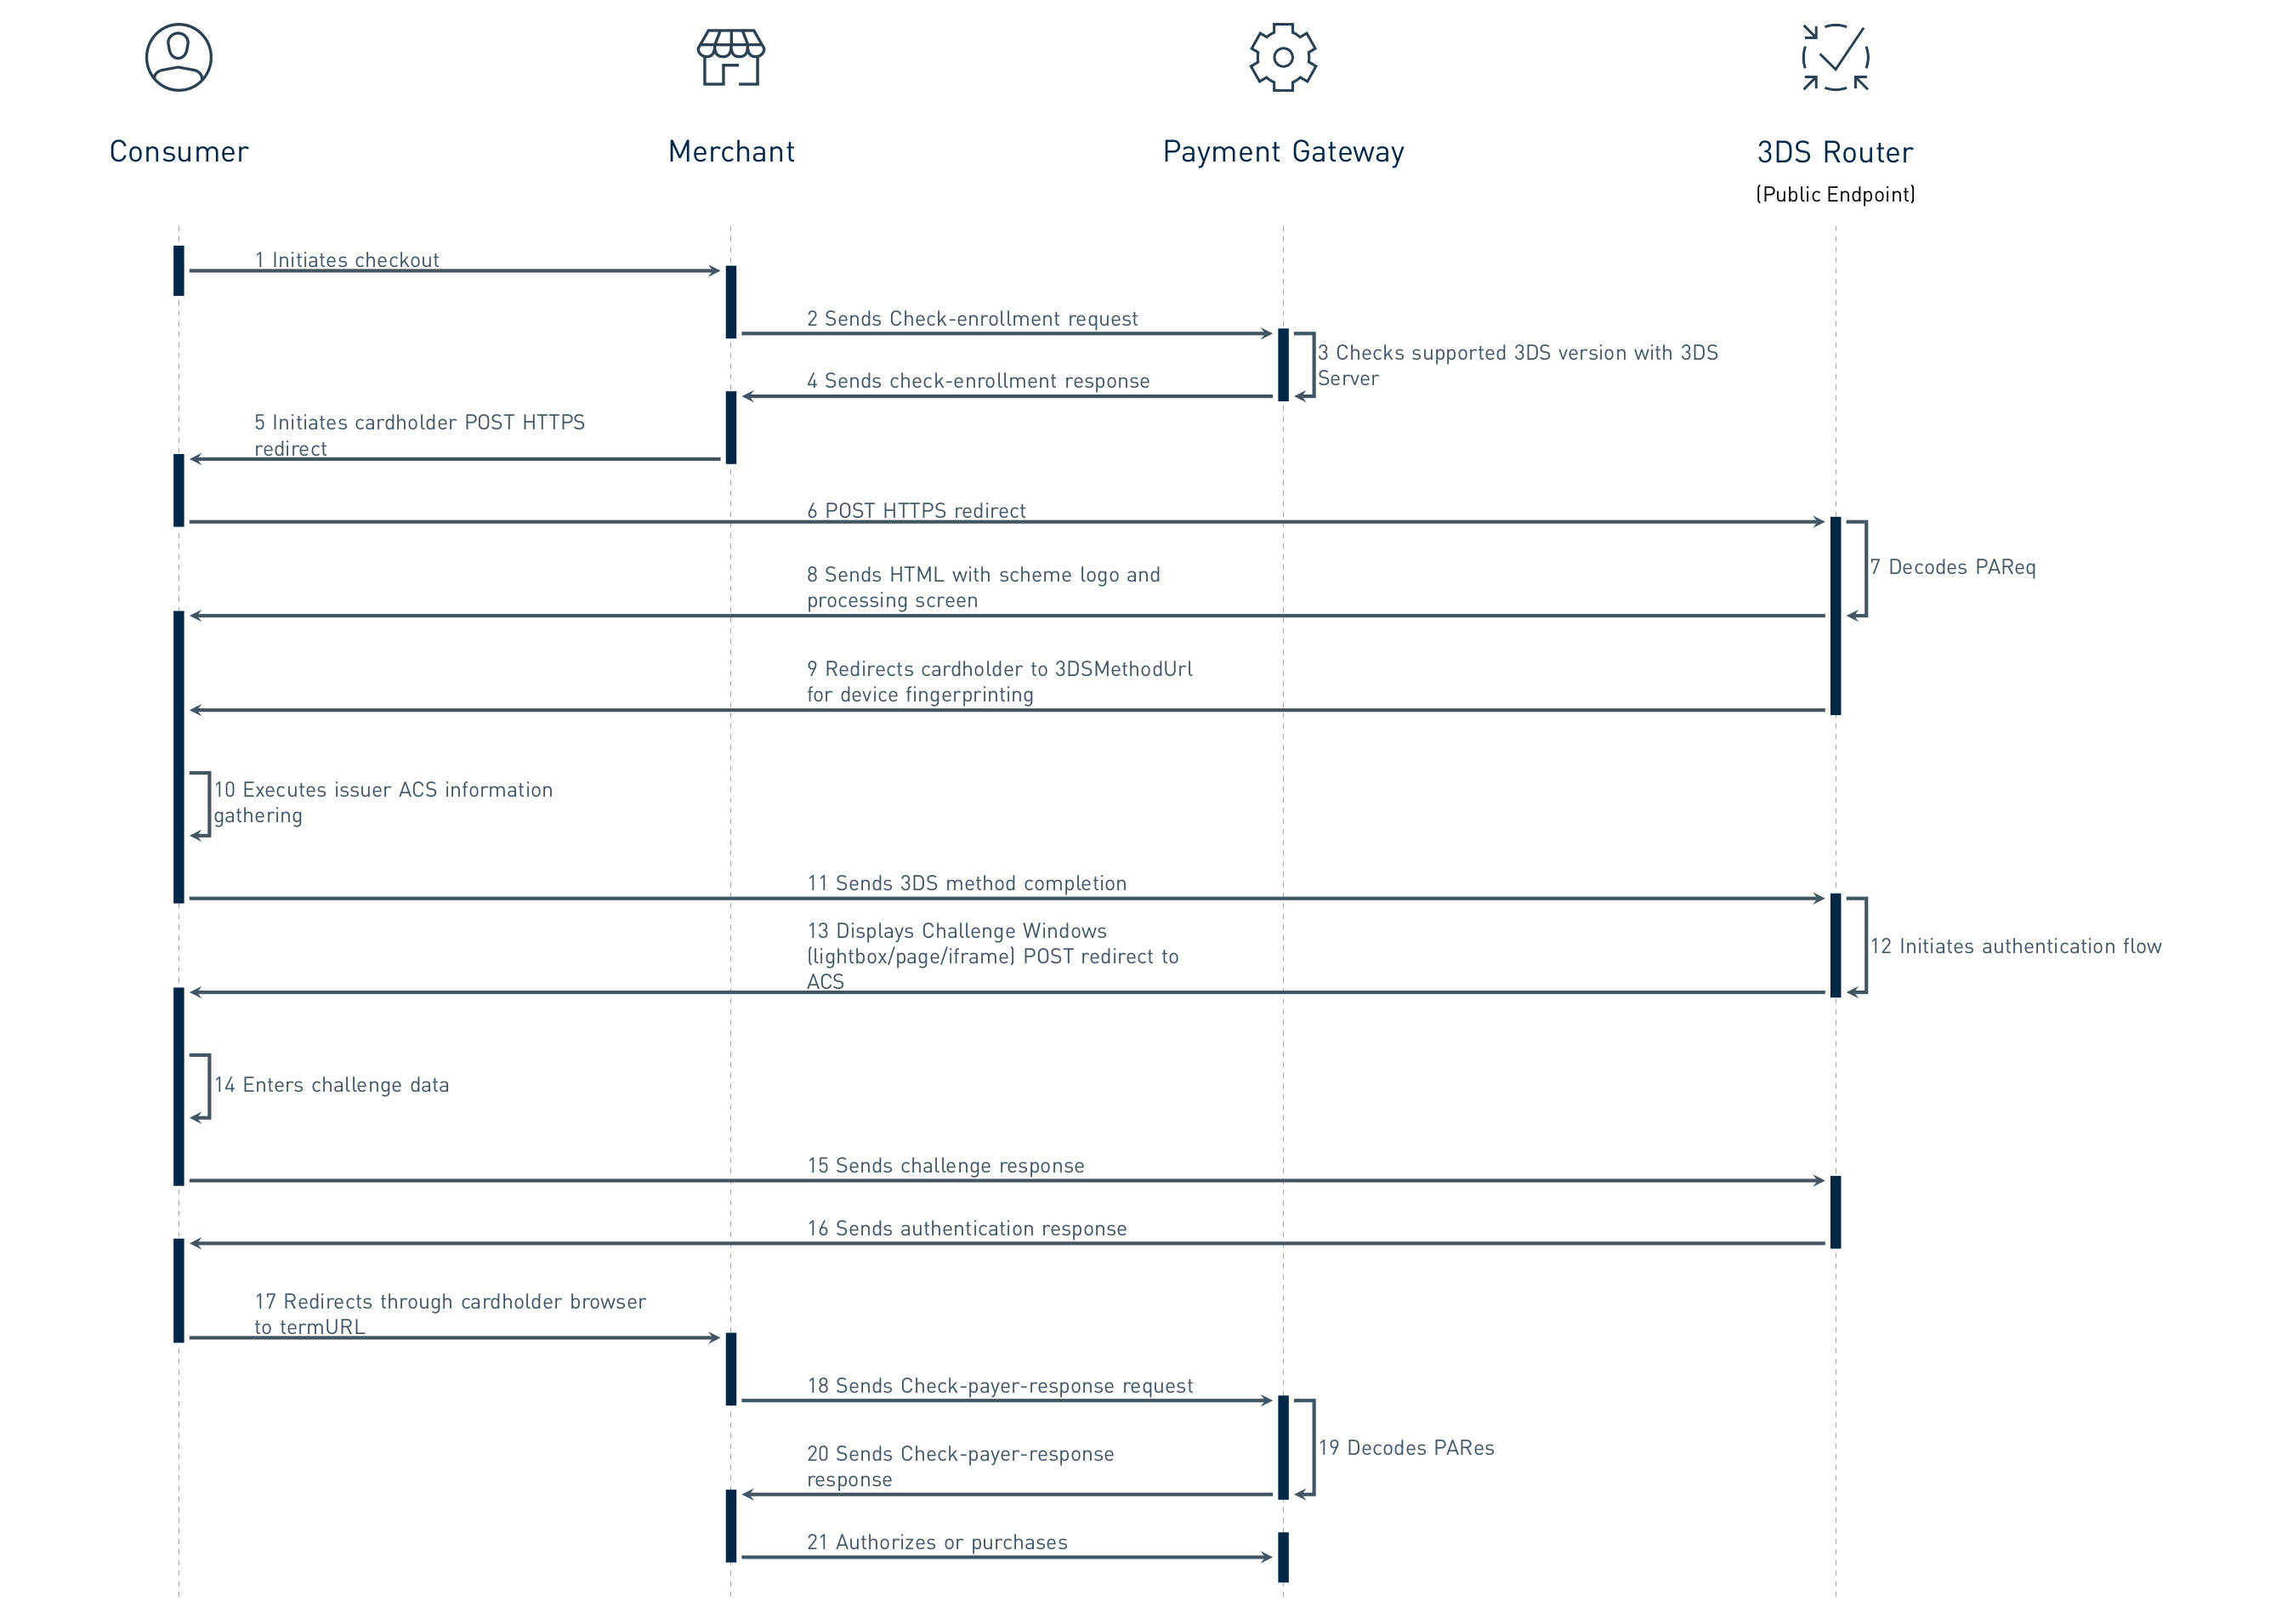 Consumer
Merchant
Payment Gateway
3DS Router
(Public Endpoint)
1 Initiates checkout
2 Sends Check-enrollment request
3 Checks supported 3DS version with 3DS
Server
4 Sends check-enrollment response
5 Initiates cardholder POST HTTPS
redirect
6 POST HTTPS redirect
7 Decodes PAReq
8 Sends HTML with scheme logo and
processing screen
9 Redirects cardholder to 3DSMethodUrl
for device fingerprinting
10 Executes issuer ACS information
gathering
11 Sends 3DS method completion
12 Initiates authentication flow
13 Displays Challenge Windows
(lightbox/page/iframe) POST redirect to
ACS
14 Enters challenge data
15 Sends challenge response
16 Sends authentication response
17 Redirects through cardholder browser
to termURL
18 Sends Check-payer-response request
19 Decodes PARes
20 Sends Check-payer-response
response
21 Authorizes or purchases